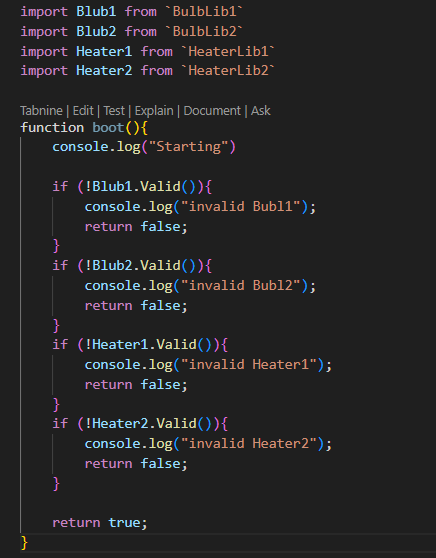 import Blub1 from `BulbLib1`
import Blub2 from `BulbLib2`
import Heater1 from `HeaterLib1`
import Heater2 from `HeaterLib2`
Tabnine | Edit | Test | Explain | Document | Ask
function boot(){
    console.log("Starting")
    if (!Blub1.Valid()){
        console.log("invalid Bubl1");
        return false;
    }
    if (!Blub2.Valid()){
        console.log("invalid Bubl2");
        return false;
    }
    if (!Heater1.Valid()){
        console.log("invalid Heater1");
        return false;
    }
    if (!Heater2.Valid()){
        console.log("invalid Heater2");
        return false;
    }
    return true;
}